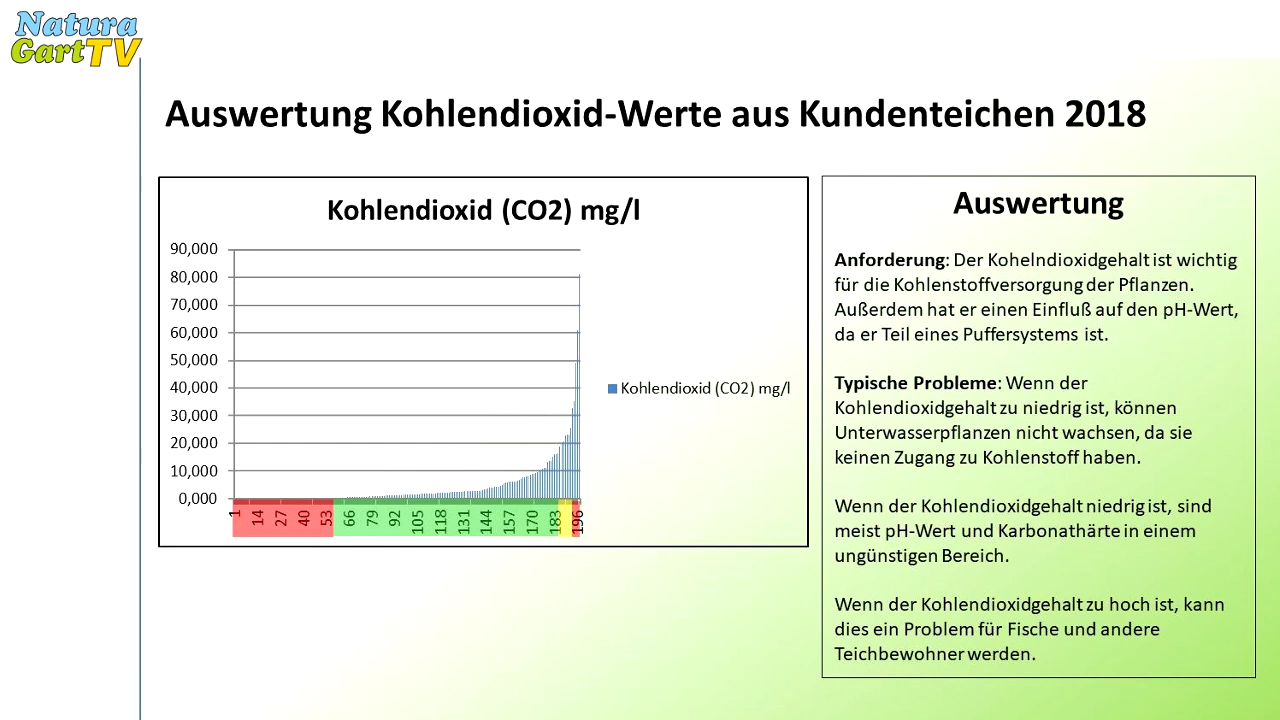 Natura
GartTV
Auswertung Kohlendioxid-Werte aus Kundenteichen 2018
Kohlendioxid (CO2) mg/l
90,000
80,000
70,000
60,000
50,000
40,000
30,000
20,000
10,000
0,000
1 14 27 40 53 66 79 92 105 118 131 144 157 170 183 196
Kohlendioxid (CO2) mg/l
Auswertung
Anforderung: Der Kohelndioxidgehalt ist wichtig
für die Kohlenstoffversorgung der Pflanzen.
Außerdem hat er einen Einfluß auf den pH-Wert,
da er Teil eines Puffersystems ist.
Typische Probleme: Wenn der
Kohlendioxidgehalt zu niedrig ist, können
Unterwasserpflanzen nicht wachsen, da sie
keinen Zugang zu Kohlenstoff haben.
Wenn der Kohlendioxidgehalt niedrig ist, sind
meist pH-Wert und Karbonathärte in einem
ungünstigen Bereich.
Wenn der Kohlendioxidgehalt zu hoch ist, kann
dies ein Problem für Fische und andere
Teichbewohner werden.